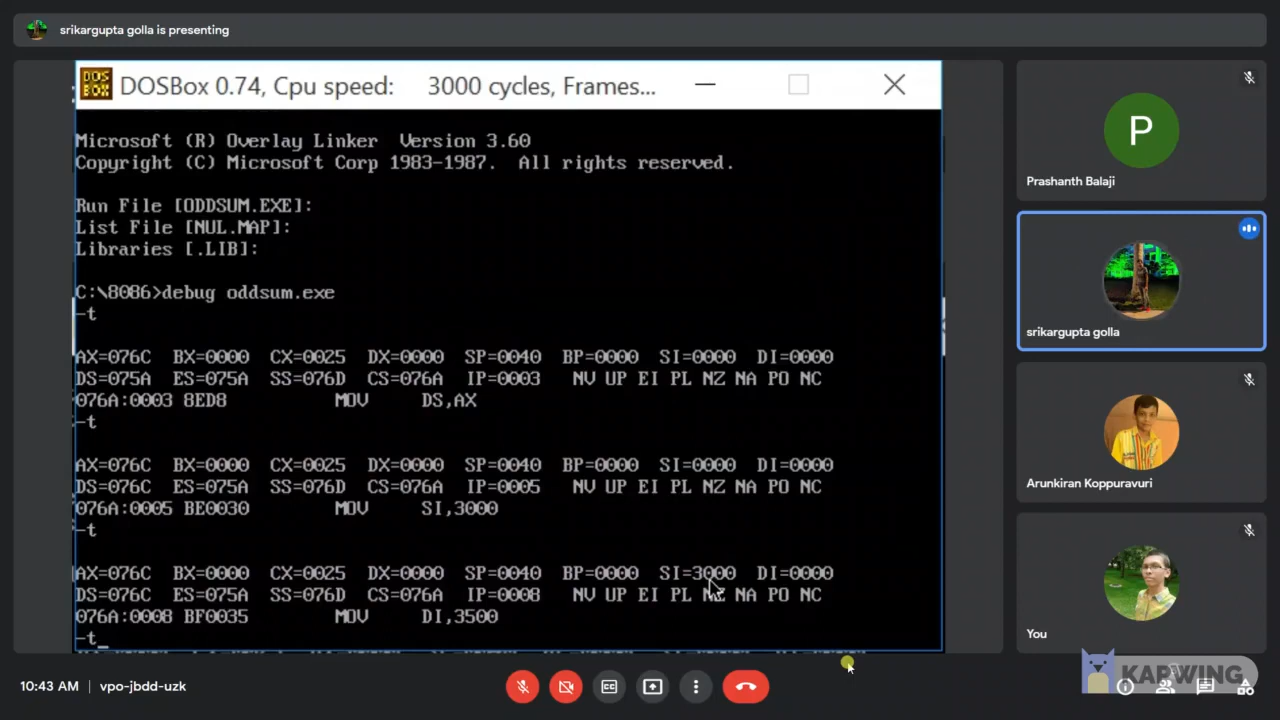 srikargupta golla is presenting
DOS
BOX
DOSBox 0.74, Cpu speed: 3000 cycles, Frames...
Microsoft (R) Overlay Linker Version 3.60
Copyright (C) Microsoft Corp 1983-1987. All rights reserved.
Run File [ODDSUM.EXE]:
List File [NUL.MAP]:
Libraries [.LIB]:
C:\8086>debug oddsum.exe
-t
AX=076C BX=0000 CX=0025 DX=0000 SP=0040 BP=0000 SI=0000 DI=0000
DS=075A ES=075A SS=076D CS=076A IP=0003 NV UP EI PL NZ NA PO NC
076A:0003 8ED8 MOV DS,AX
-t
AX=076C BX=0000 CX=0025 DX=0000 SP=0040 BP=0000 SI=0000 DI=0000
DS=076C ES=075A SS=076D CS=076A IP=0005 NV UP EI PL NZ NA PO NC
076A:0005 BE0030 MOV SI,3000
-t
AX=076C BX=0000 CX=0025 DX=0000 SP=0040 BP=0000 SI=3000 DI=0000
DS=076C ES=075A SS=076D CS=076A IP=0008 NV UP EI PL NZ NA PO NC
076A:0008 BF0035 MOV DI,3500
-t_
P
Prashanth Balaji
srikargupta golla
Arunkiran Koppuravuri
You
10:43 AM | vpo-jbdd-uzk
CC
KAPWING